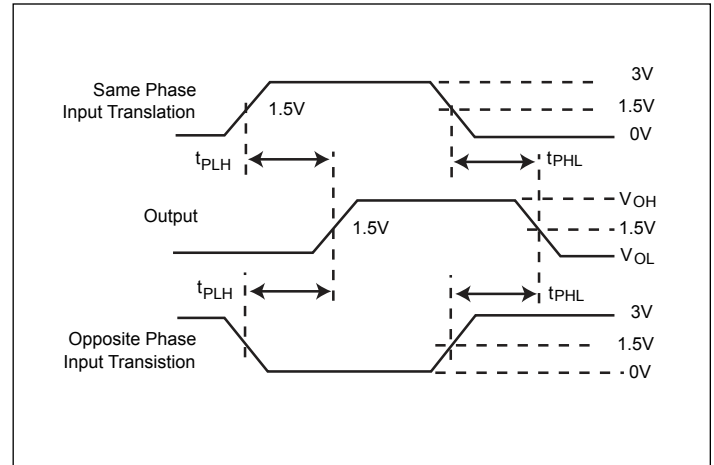 3V
Same Phase
Input Translation
1.5V
1.5V
0V
tPLH
tPHL
Output
VOH
1.5V
1.5V
VOL
tPLH
tPHL
3V
Opposite Phase
Input Transistion
1.5V
0V